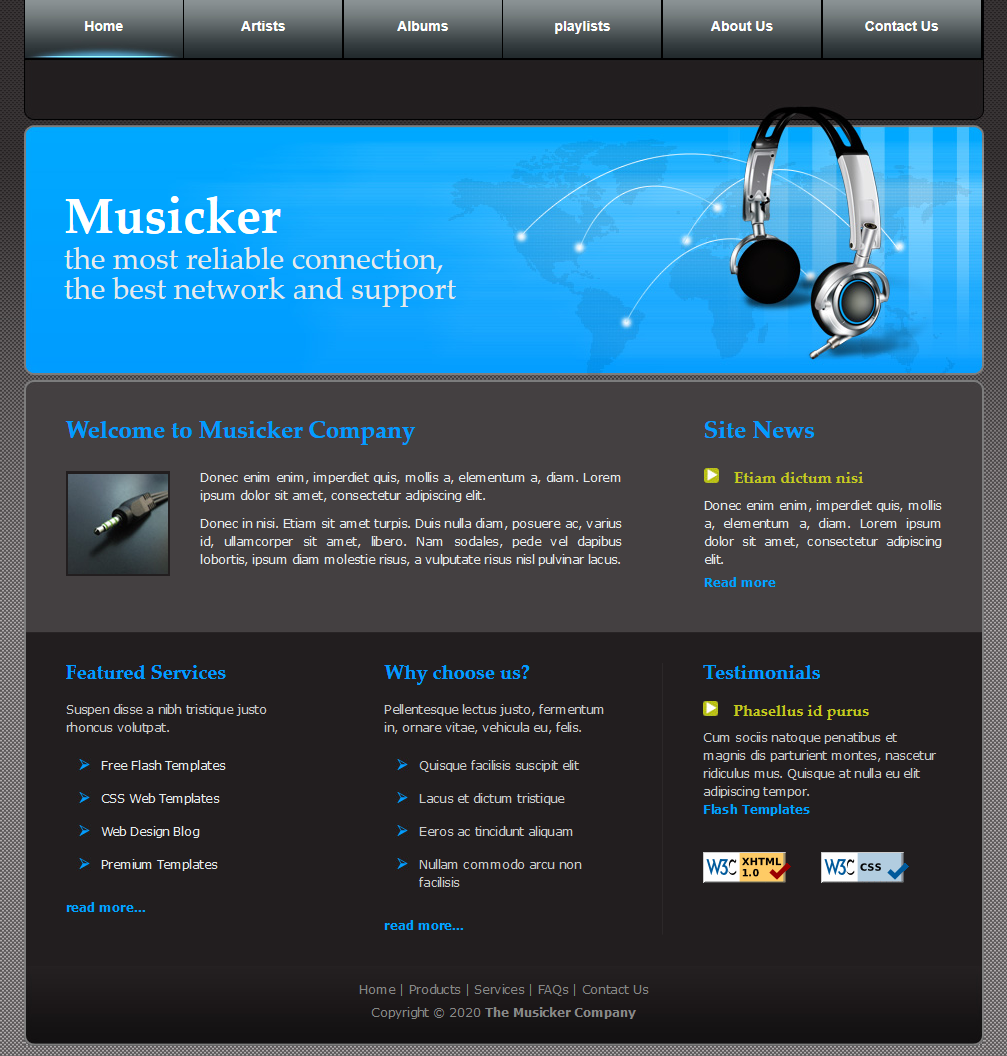 Home
Artists
Albums
playlists
About Us
Contact Us
Musicker
the most reliable connection,
the best network and support
Welcome to Musicker Company
Donec enim enim, imperdiet quis, mollis a, elementum a, diam. Lorem
ipsum dolor sit amet, consectetur adipiscing elit.
Donec in nisi. Etiam sit amet turpis. Duis nulla diam, posuere ac, varius
id, ullamcorper sit amet, libero. Nam sodales, pede vel dapibus
lobortis, ipsum diam molestie risus, a vulputate risus nisl pulvinar lacus.
Site News
Etiam dictum nisi
Donec enim enim, imperdiet quis, mollis
a, elementum a, diam. Lorem ipsum
dolor sit amet, consectetur adipiscing
elit.
Read more
Featured Services
Suspen disse a nibh tristique justo
rhoncus volutpat.
Free Flash Templates
CSS Web Templates
Web Design Blog
Premium Templates
read more...
Why choose us?
Pellentesque lectus justo, fermentum
in, ornare vitae, vehicula eu, felis.
Quisque facilisis suscipit elit
Lacus et dictum tristique
Eeros ac tincidunt aliquam
Nullam commodo arcu non
facilisis
read more...
Testimonials
Phasellus id purus
Cum sociis natoque penatibus et
magnis dis parturient montes, nascetur
ridiculus mus. Quisque at nulla eu elit
adipiscing tempor.
Flash Templates
W3C XHTML
1.0
W3C CSS
Home | Products | Services | FAQs | Contact Us
Copyright © 2020 The Musicker Company